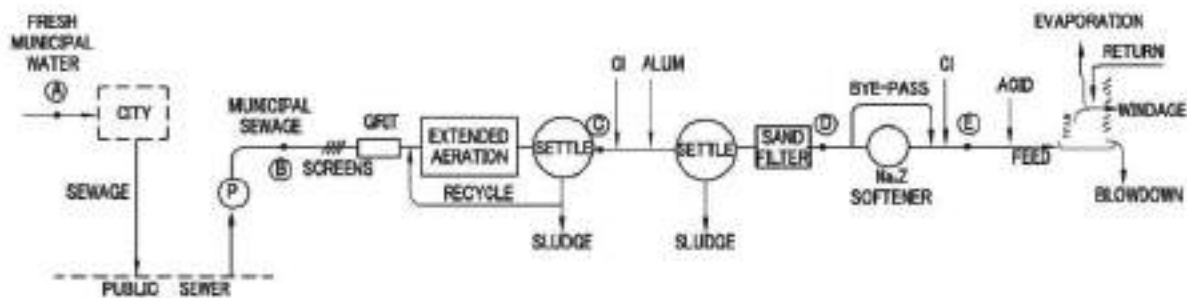 FRESH
MUNICIPAL
WATER
A
CITY
SEWAGE
PUBLIC SEWER
P
MUNICIPAL
SEWAGE
B
SCREENS
GRIT
EXTENDED
AERATION
RECYCLE
SETTLE
SLUDGE
C
Cl
ALUM
SETTLE
SLUDGE
SAND
FILTER
D
BYE-PASS
Na.Z
SOFTENER
Cl
E
ACID
FEED
EVAPORATION
RETURN
WINDAGE
BLOWDOWN